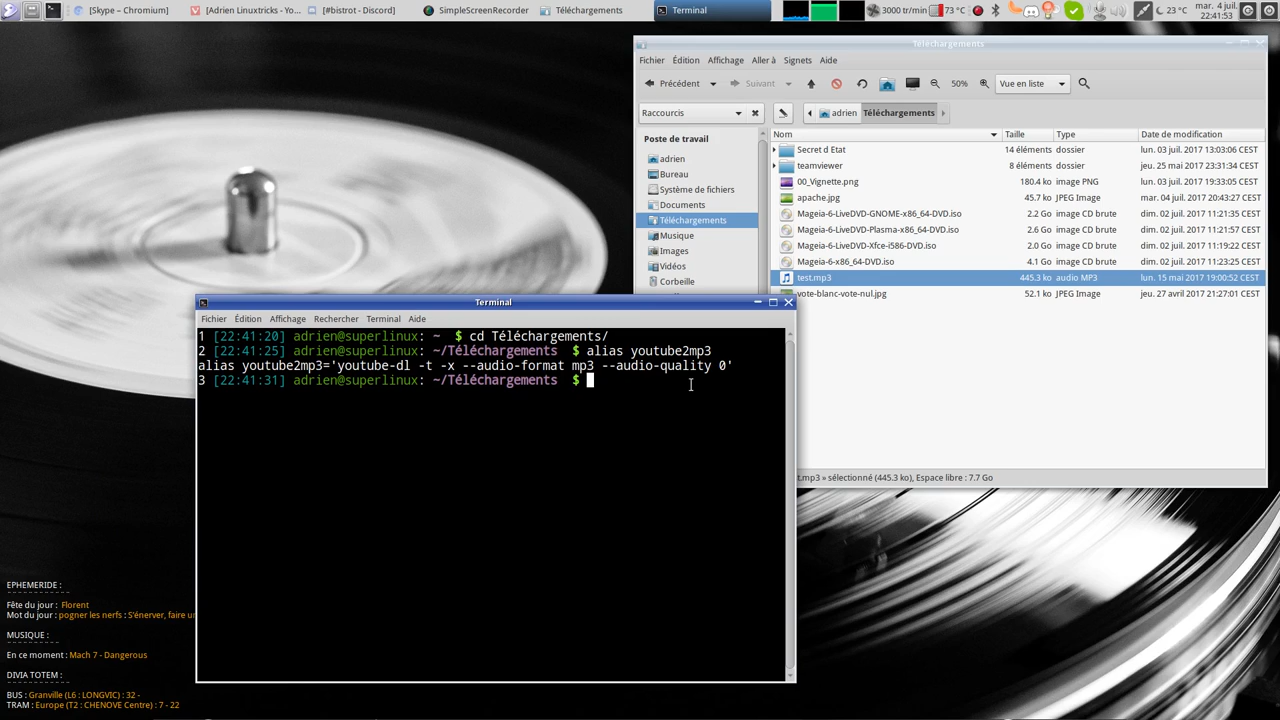 [Skype – Chromium]
[Adrien Linuxtricks - Yo...
[#bistrot - Discord]
SimpleScreenRecorder
Téléchargements
Terminal
3000 tr/min
73 °C
23 °C
mar. 4 juil.
22:41:53
Téléchargements
Fichier Édition Affichage Aller à Signets Aide
Précédent Suivant 50% Vue en liste
Raccourcis adrien Téléchargements
Poste de travail
adrien
Bureau
Système de fichiers
Documents
Téléchargements
Musique
Images
Vidéos
Corbeille
Nom Taille Type Date de modification
Secret d Etat 14 éléments dossier lun. 03 juil. 2017 13:03:06 CEST
teamviewer 8 éléments dossier jeu. 25 mai 2017 23:31:34 CEST
00_Vignette.png 180.4 ko image PNG lun. 03 juil. 2017 19:33:05 CEST
apache.jpg 45.7 ko JPEG Image mar. 04 juil. 2017 20:43:27 CEST
Mageia-6-LiveDVD-GNOME-x86_64-DVD.iso 2.2 Go image CD brute dim. 02 juil. 2017 11:21:35 CEST
Mageia-6-LiveDVD-Plasma-x86_64-DVD.iso 2.6 Go image CD brute dim. 02 juil. 2017 11:21:57 CEST
Mageia-6-LiveDVD-Xfce-i586-DVD.iso 2.0 Go image CD brute dim. 02 juil. 2017 11:19:22 CEST
Mageia-6-x86_64-DVD.iso 4.1 Go image CD brute dim. 02 juil. 2017 11:23:25 CEST
test.mp3 445.3 ko audio MP3 lun. 15 mai 2017 19:00:52 CEST
vote-blanc-vote-nul.jpg 52.1 ko JPEG Image jeu. 27 avril 2017 21:27:01 CEST
t.mp3 » sélectionné (445.3 ko), Espace libre : 7.7 Go
Terminal
Fichier Édition Affichage Rechercher Terminal Aide
1 [22:41:20] adrien@superlinux: ~ $ cd Téléchargements/
2 [22:41:25] adrien@superlinux: ~/Téléchargements $ alias youtube2mp3
alias youtube2mp3='youtube-dl -t -x --audio-format mp3 --audio-quality 0'
3 [22:41:31] adrien@superlinux: ~/Téléchargements $
EPHEMERIDE :
Fête du jour : Florent
Mot du jour : pogner les nerfs : S'énerver, faire un
MUSIQUE :
En ce moment : Mach 7 - Dangerous
DIVIA TOTEM :
BUS : Granville (L6 : LONGVIC) : 32 -
TRAM : Europe (T2 : CHENOVE Centre) : 7 - 22